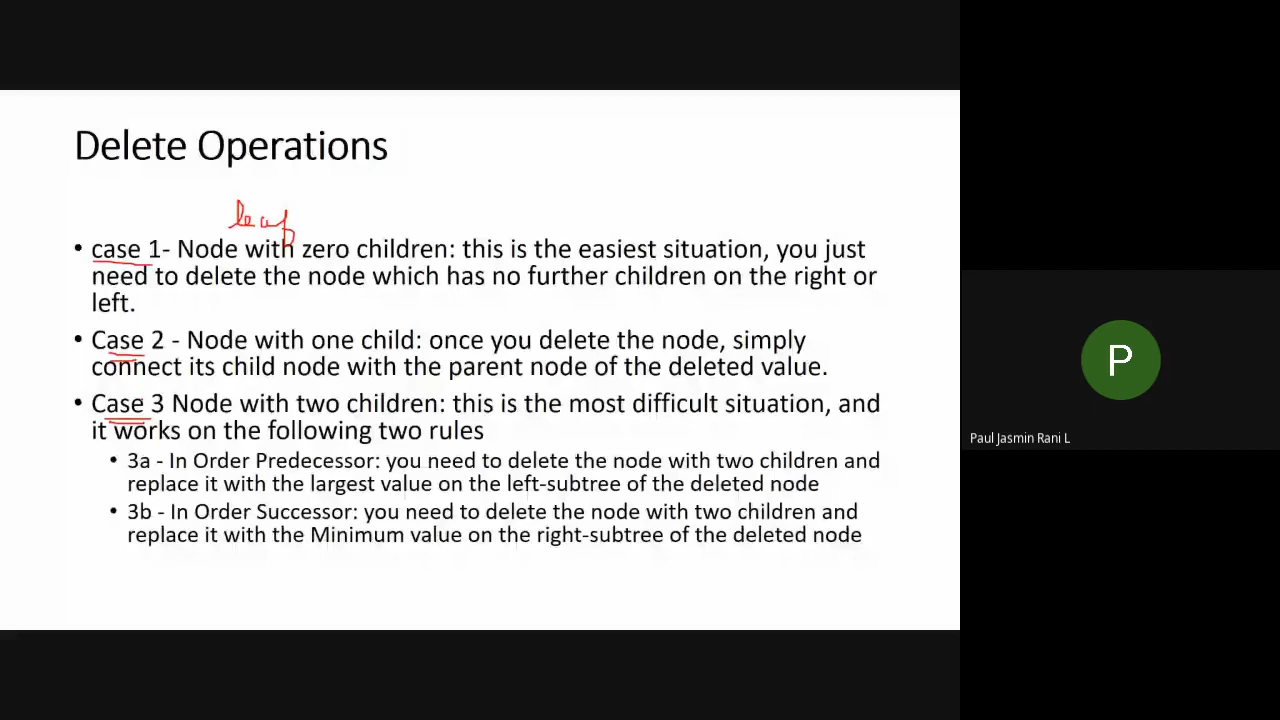 Delete Operations
leaf
• case 1- Node with zero children: this is the easiest situation, you just
need to delete the node which has no further children on the right or
left.
• Case 2 - Node with one child: once you delete the node, simply
connect its child node with the parent node of the deleted value.
• Case 3 Node with two children: this is the most difficult situation, and
it works on the following two rules
• 3a - In Order Predecessor: you need to delete the node with two children and
replace it with the largest value on the left-subtree of the deleted node
• 3b - In Order Successor: you need to delete the node with two children and
replace it with the Minimum value on the right-subtree of the deleted node
P
Paul Jasmin Rani L